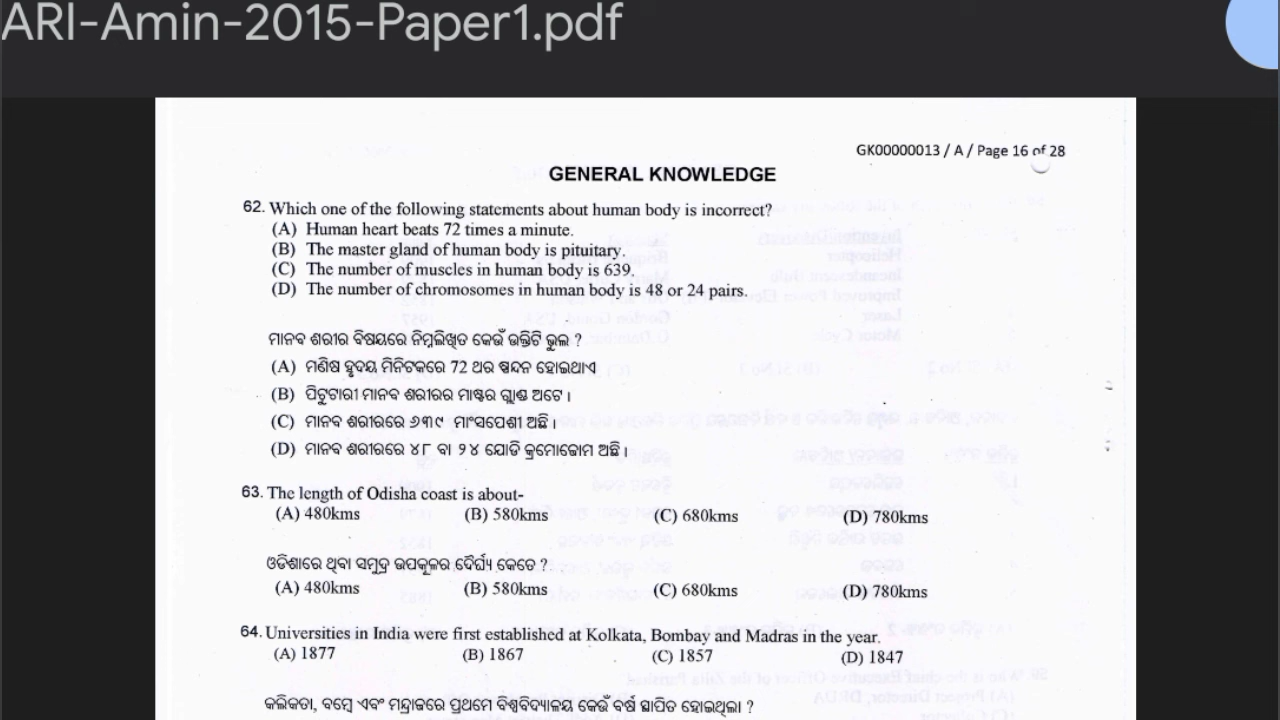 ARI-Amin-2015-Paper1.pdf
GK00000013 / A / Page 16 of 28
GENERAL KNOWLEDGE
62. Which one of the following statements about human body is incorrect?
(A) Human heart beats 72 times a minute.
(B) The master gland of human body is pituitary.
(C) The number of muscles in human body is 639.
(D) The number of chromosomes in human body is 48 or 24 pairs.
ମାନବ ଶରୀର ବିଷୟରେ ନିମ୍ନଲିଖିତ କେଉଁ ଉକ୍ତିଟି ଭୁଲ ?
(A) ମଣିଷ ହୃଦୟ ମିନିଟକରେ 72 ଥର ଷନ୍ଦନ ହୋଇଥାଏ
(B) ପିଟୁଟାରୀ ମାନବ ଶରୀରର ମାଷ୍ଟର ଗ୍ଲାଣ୍ଡ ଅଟେ।
(C) ମାନବ ଶରୀରରେ ୬୩୯ ମାଂସପେଶୀ ଅଛି।
(D) ମାନବ ଶରୀରରେ ୪୮ ବା ୨୪ ଯୋଡି କ୍ରମୋଜୋମ ଅଛି।
63. The length of Odisha coast is about-
(A) 480kms (B) 580kms (C) 680kms (D) 780kms
ଓଡିଶାରେ ଥିବା ସମୁଦ୍ର ଉପକୂଳର ଦୈର୍ଘ୍ୟ କେତେ ?
(A) 480kms (B) 580kms (C) 680kms (D) 780kms
64. Universities in India were first established at Kolkata, Bombay and Madras in the year.
(A) 1877 (B) 1867 (C) 1857 (D) 1847
କଲିକତା, ବମ୍ବେ ଏବଂ ମନ୍ଦ୍ରାଜରେ ପ୍ରଥମେ ବିଶ୍ୱବିଦ୍ୟାଳୟ କେଉଁ ବର୍ଷ ସ୍ଥାପିତ ହୋଇଥିଲା ?